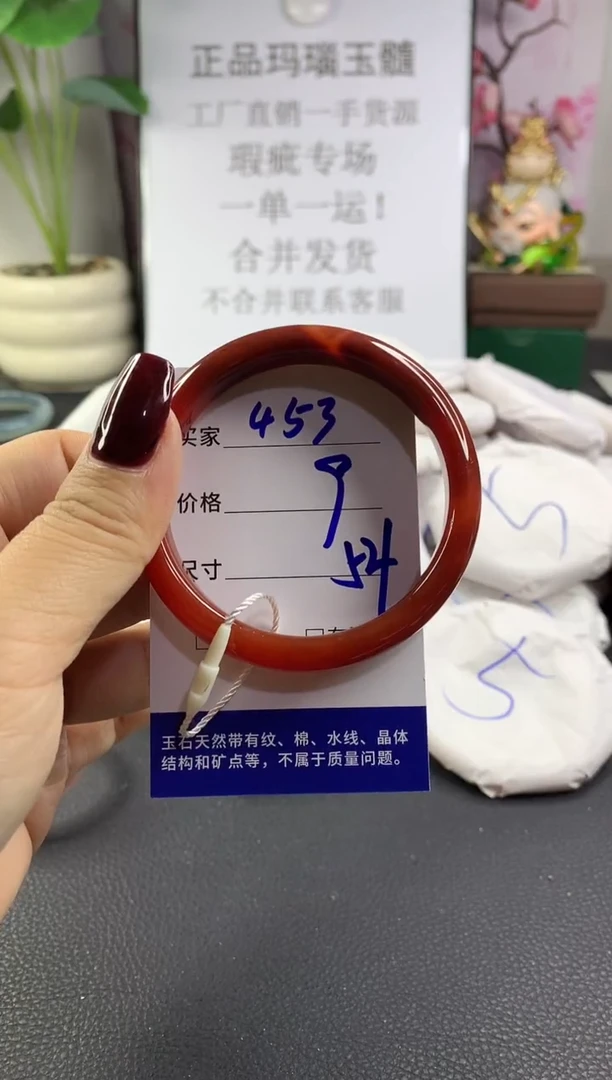 正品玛瑙玉髓
工厂直销一手货源
瑕疵专场
一单一运！
合并发货
不合并联系客服
买家 453
价格 9
尺寸 54
玉石天然带有纹、棉、水线、晶体
结构和矿点等，不属于质量问题。
5
5